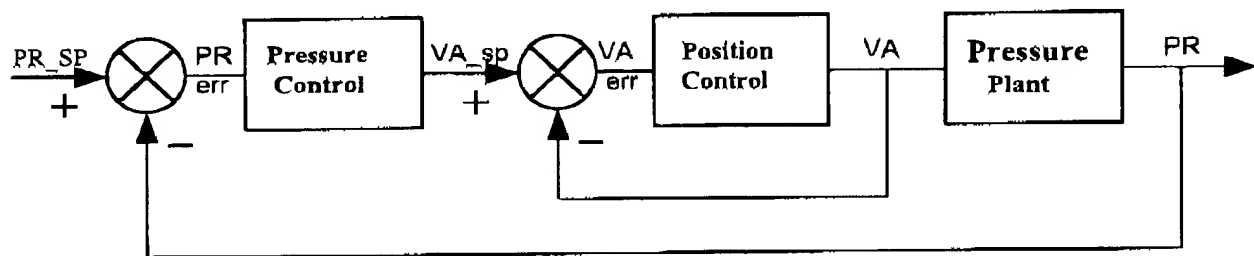 PR_SP
+
−
PR
err
Pressure
Control
VA_sp
+
−
VA
err
Position
Control
VA
Pressure
Plant
PR